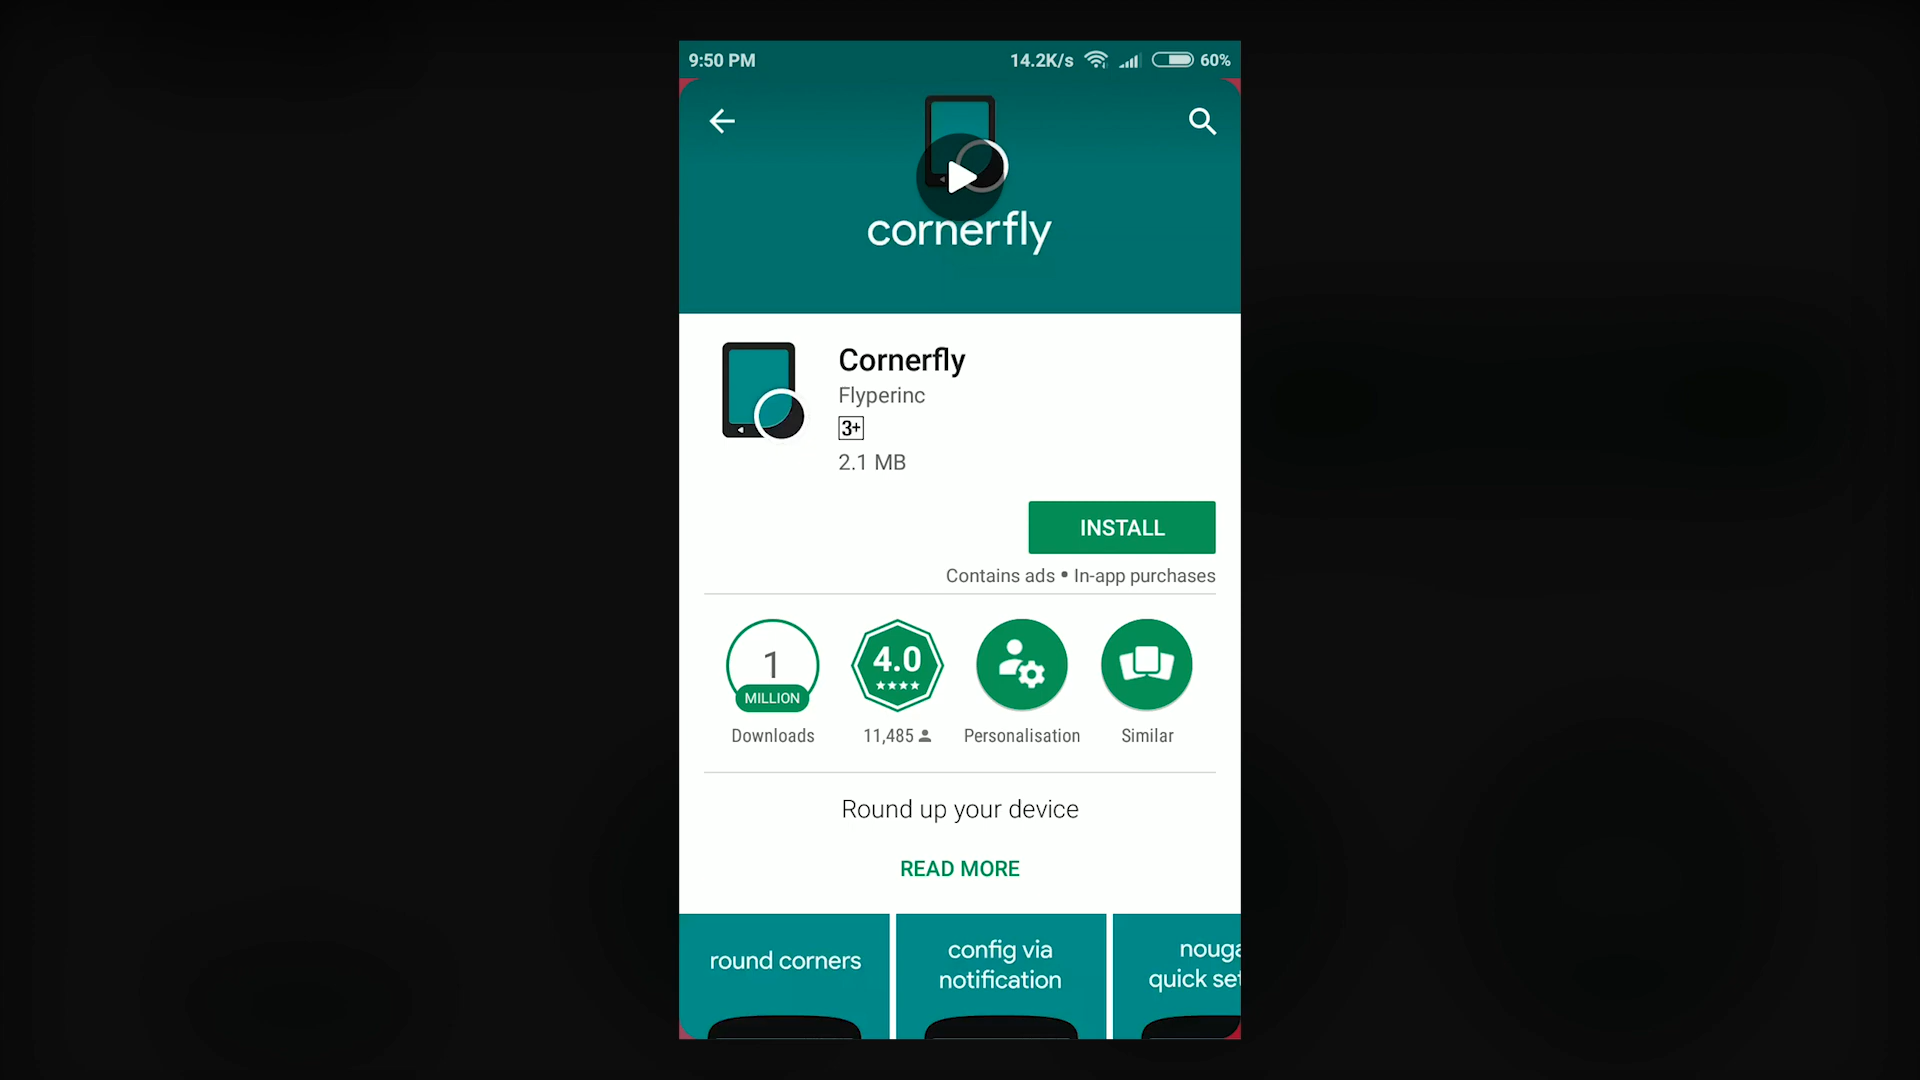 9:50 PM 14.2K/s 60%
cornerfly
Cornerfly
Flyperinc
3+
2.1 MB
INSTALL
Contains ads • In-app purchases
1
MILLION
Downloads
4.0
11,485
Personalisation
Similar
Round up your device
READ MORE
round corners
config via
notification
nouga
quick set